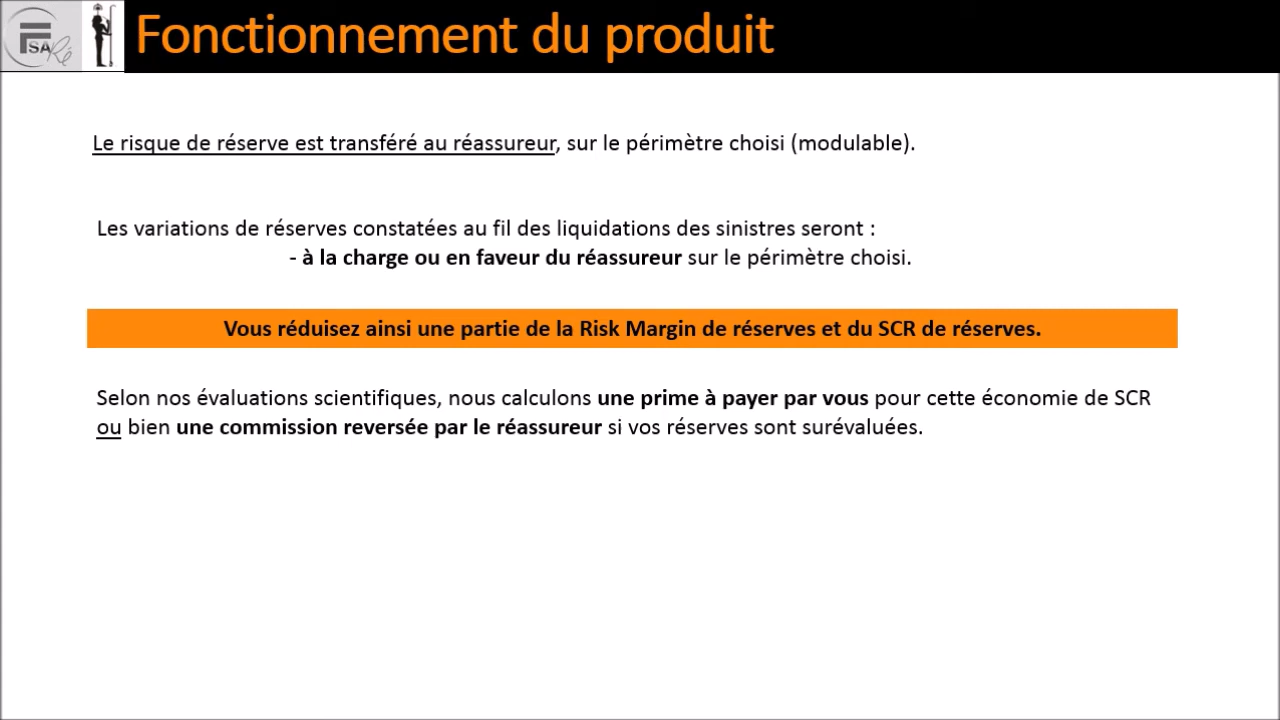 FSA Ré
Fonctionnement du produit
Le risque de réserve est transféré au réassureur, sur le périmètre choisi (modulable).
Les variations de réserves constatées au fil des liquidations des sinistres seront :
- à la charge ou en faveur du réassureur sur le périmètre choisi.
Vous réduisez ainsi une partie de la Risk Margin de réserves et du SCR de réserves.
Selon nos évaluations scientifiques, nous calculons une prime à payer par vous pour cette économie de SCR
ou bien une commission reversée par le réassureur si vos réserves sont surévaluées.